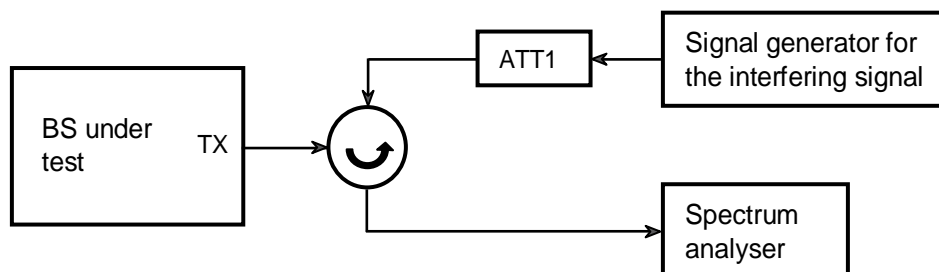 BS under
test
TX
ATT1
Signal generator for
the interfering signal
Spectrum
analyser